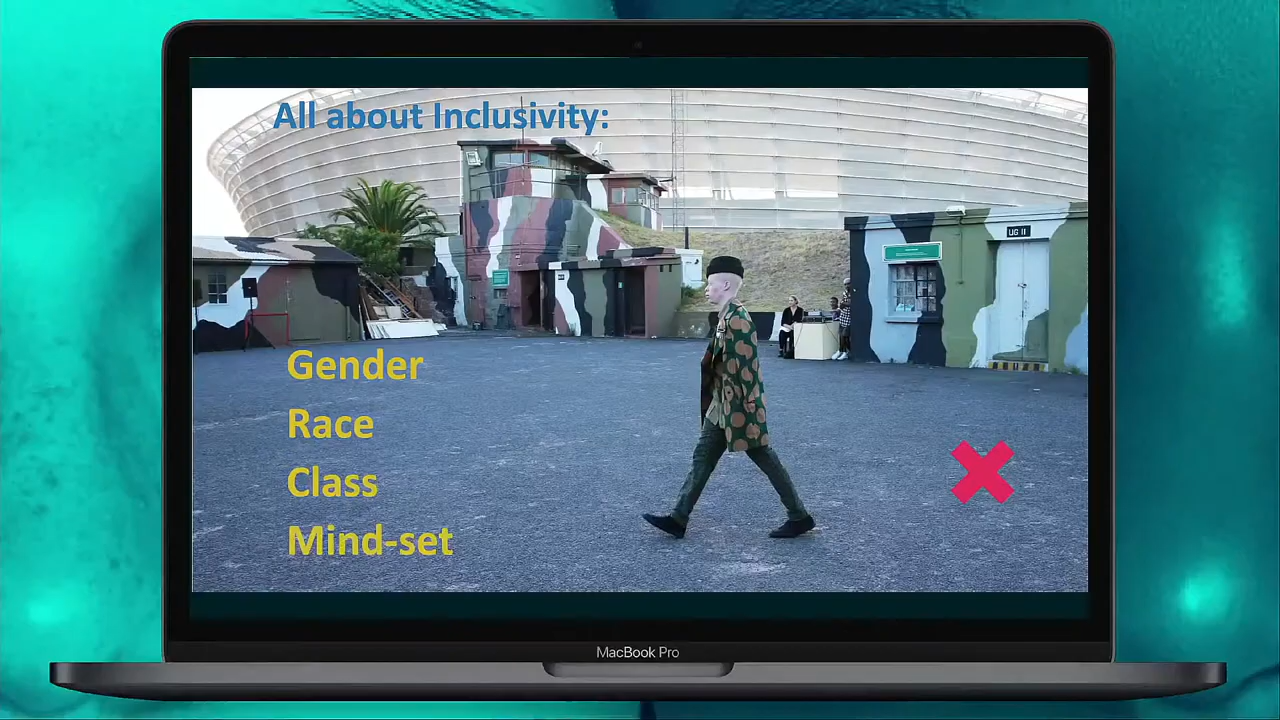 All about Inclusivity:
UG 11
Gender
Race
Class
Mind-set
MacBook Pro